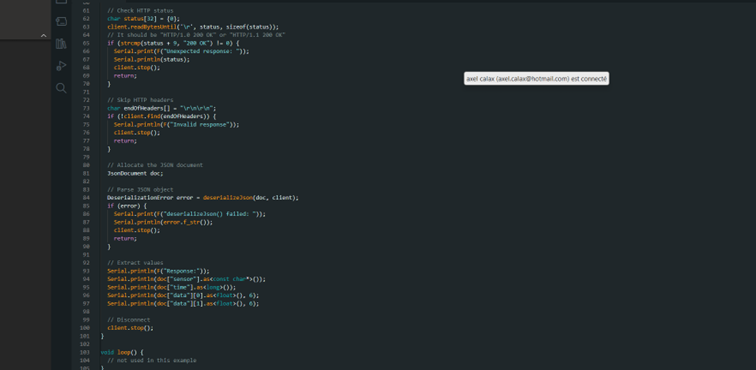 61 // Check HTTP status
62 char status[32] = {0};
63 client.readBytesUntil('\r', status, sizeof(status));
64 // It should be "HTTP/1.0 200 OK" or "HTTP/1.1 200 OK"
65 if (strcmp(status + 9, "200 OK") != 0) {
66 Serial.print(F("Unexpected response: "));
67 Serial.println(status);
68 client.stop();
69 return;
70 }
71
72 // Skip HTTP headers
73 char endOfHeaders[] = "\r\n\r\n";
74 if (!client.find(endOfHeaders)) {
75 Serial.println(F("Invalid response"));
76 client.stop();
77 return;
78 }
79
80 // Allocate the JSON document
81 JsonDocument doc;
82
83 // Parse JSON object
84 DeserializationError error = deserializeJson(doc, client);
85 if (error) {
86 Serial.print(F("deserializeJson() failed: "));
87 Serial.println(error.f_str());
88 client.stop();
89 return;
90 }
91
92 // Extract values
93 Serial.println(F("Response:"));
94 Serial.println(doc["sensor"].as<const char*>());
95 Serial.println(doc["time"].as<long>());
96 Serial.println(doc["data"][0].as<float>(), 6);
97 Serial.println(doc["data"][1].as<float>(), 6);
98
99 // Disconnect
100 client.stop();
101 }
102
103 void loop() {
104 // not used in this example
105 }
axel calax (axel.calax@hotmail.com) est connecté